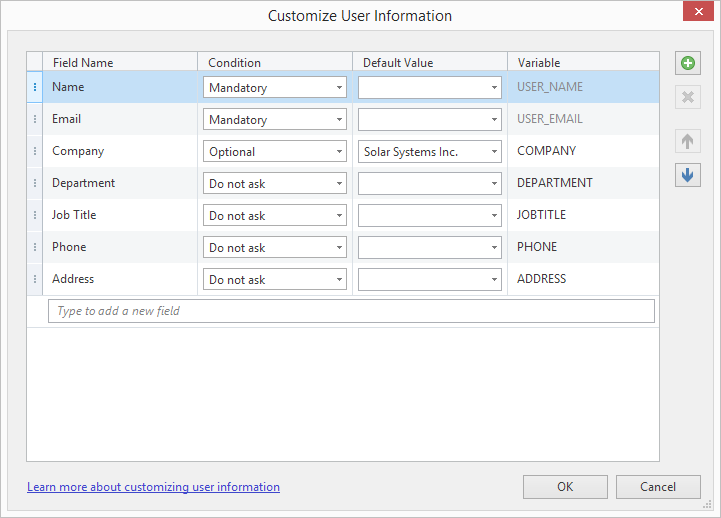 Customize User Information
Field Name Condition Default Value Variable
Name Mandatory USER_NAME
Email Mandatory USER_EMAIL
Company Optional Solar Systems Inc. COMPANY
Department Do not ask DEPARTMENT
Job Title Do not ask JOBTITLE
Phone Do not ask PHONE
Address Do not ask ADDRESS
Type to add a new field
Learn more about customizing user information OK Cancel